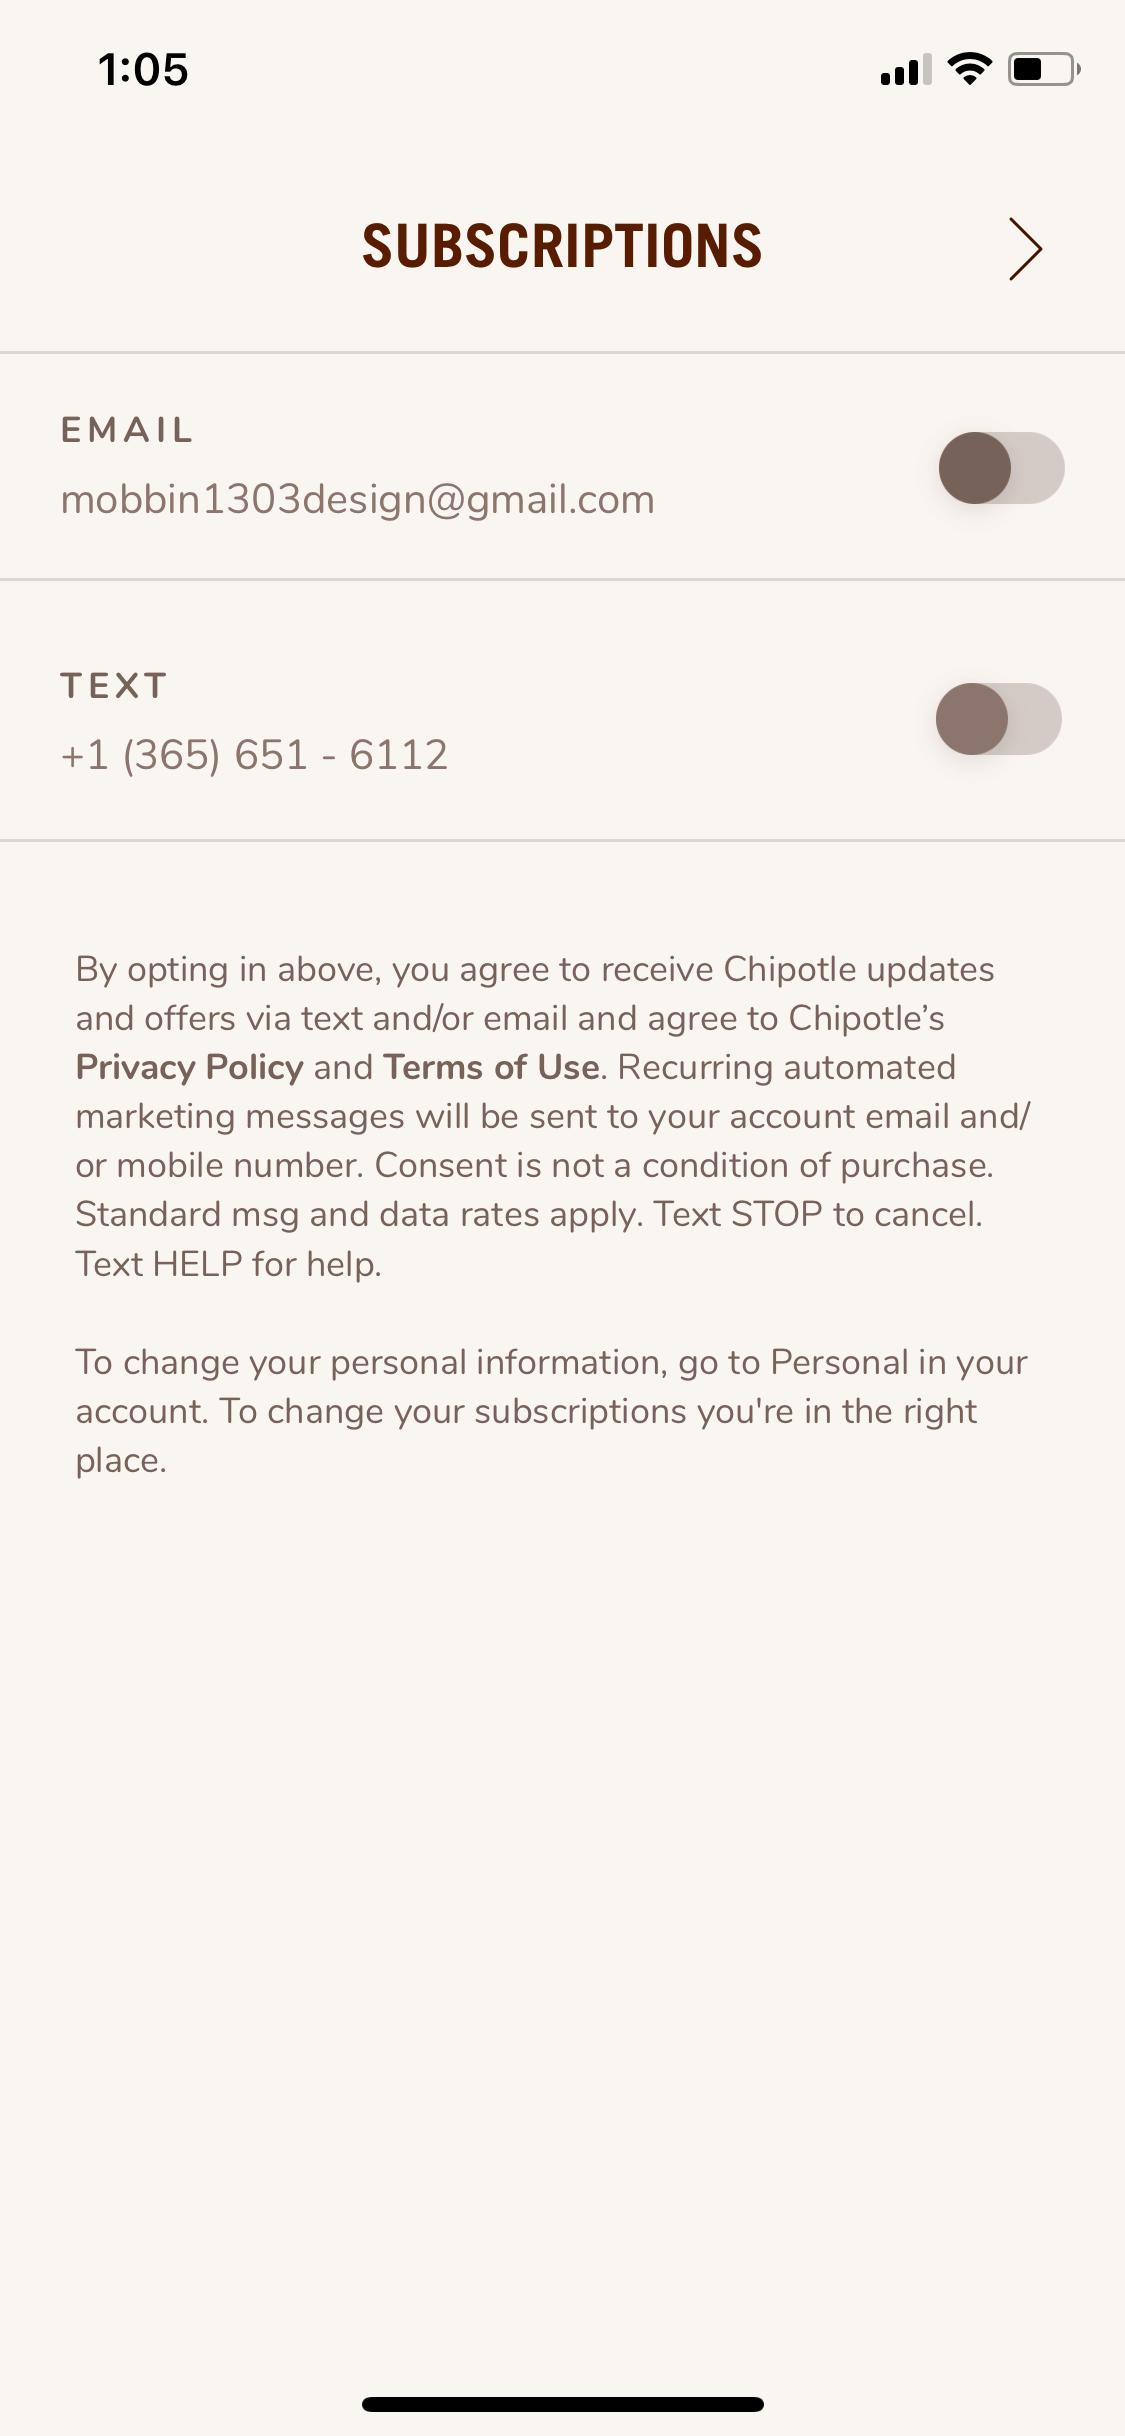 1:05
SUBSCRIPTIONS
EMAIL
mobbin1303design@gmail.com
TEXT
+1 (365) 651 - 6112
By opting in above, you agree to receive Chipotle updates
and offers via text and/or email and agree to Chipotle’s
Privacy Policy and Terms of Use. Recurring automated
marketing messages will be sent to your account email and/
or mobile number. Consent is not a condition of purchase.
Standard msg and data rates apply. Text STOP to cancel.
Text HELP for help.
To change your personal information, go to Personal in your
account. To change your subscriptions you're in the right
place.